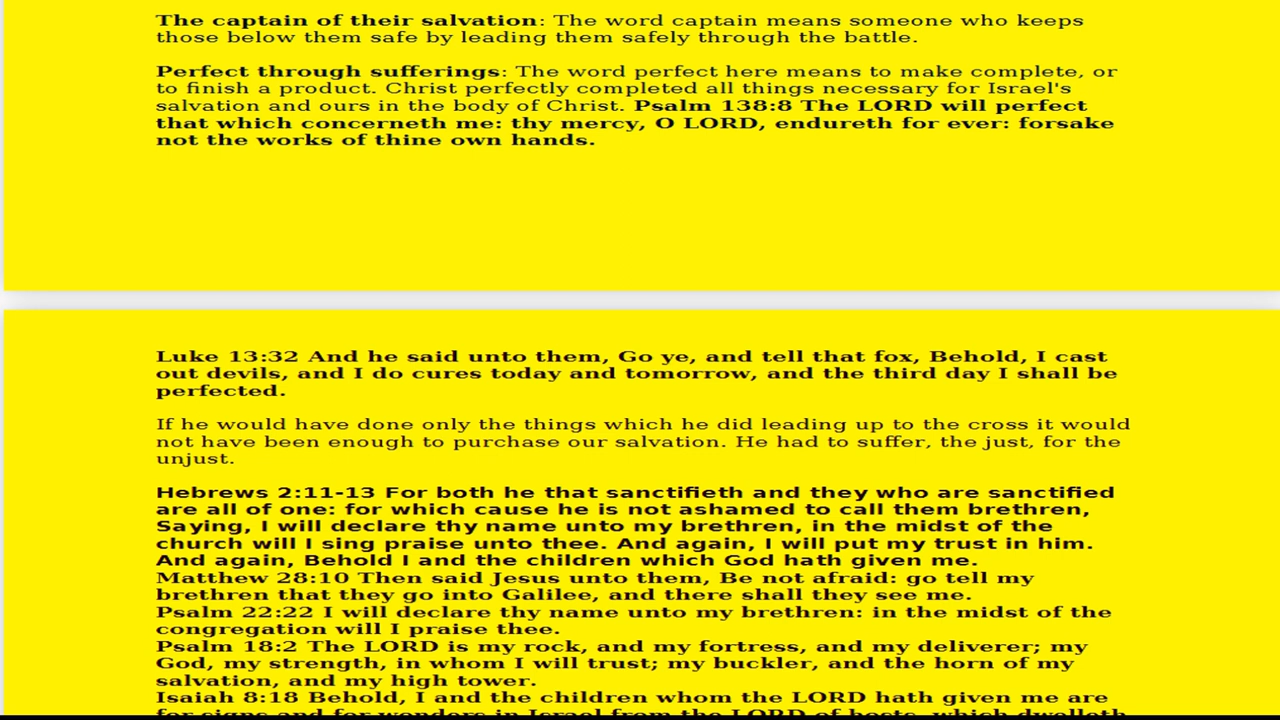 The captain of their salvation: The word captain means someone who keeps
those below them safe by leading them safely through the battle.
Perfect through sufferings: The word perfect here means to make complete, or
to finish a product. Christ perfectly completed all things necessary for Israel's
salvation and ours in the body of Christ. Psalm 138:8 The LORD will perfect
that which concerneth me: thy mercy, O LORD, endureth for ever: forsake
not the works of thine own hands.
Luke 13:32 And he said unto them, Go ye, and tell that fox, Behold, I cast
out devils, and I do cures today and tomorrow, and the third day I shall be
perfected.
If he would have done only the things which he did leading up to the cross it would
not have been enough to purchase our salvation. He had to suffer, the just, for the
unjust.
Hebrews 2:11-13 For both he that sanctifieth and they who are sanctified
are all of one: for which cause he is not ashamed to call them brethren,
Saying, I will declare thy name unto my brethren, in the midst of the
church will I sing praise unto thee. And again, I will put my trust in him.
And again, Behold I and the children which God hath given me.
Matthew 28:10 Then said Jesus unto them, Be not afraid: go tell my
brethren that they go into Galilee, and there shall they see me.
Psalm 22:22 I will declare thy name unto my brethren: in the midst of the
congregation will I praise thee.
Psalm 18:2 The LORD is my rock, and my fortress, and my deliverer; my
God, my strength, in whom I will trust; my buckler, and the horn of my
salvation, and my high tower.
Isaiah 8:18 Behold, I and the children whom the LORD hath given me are
for signs and for wonders in Israel from the LORD of hosts, which dwelleth